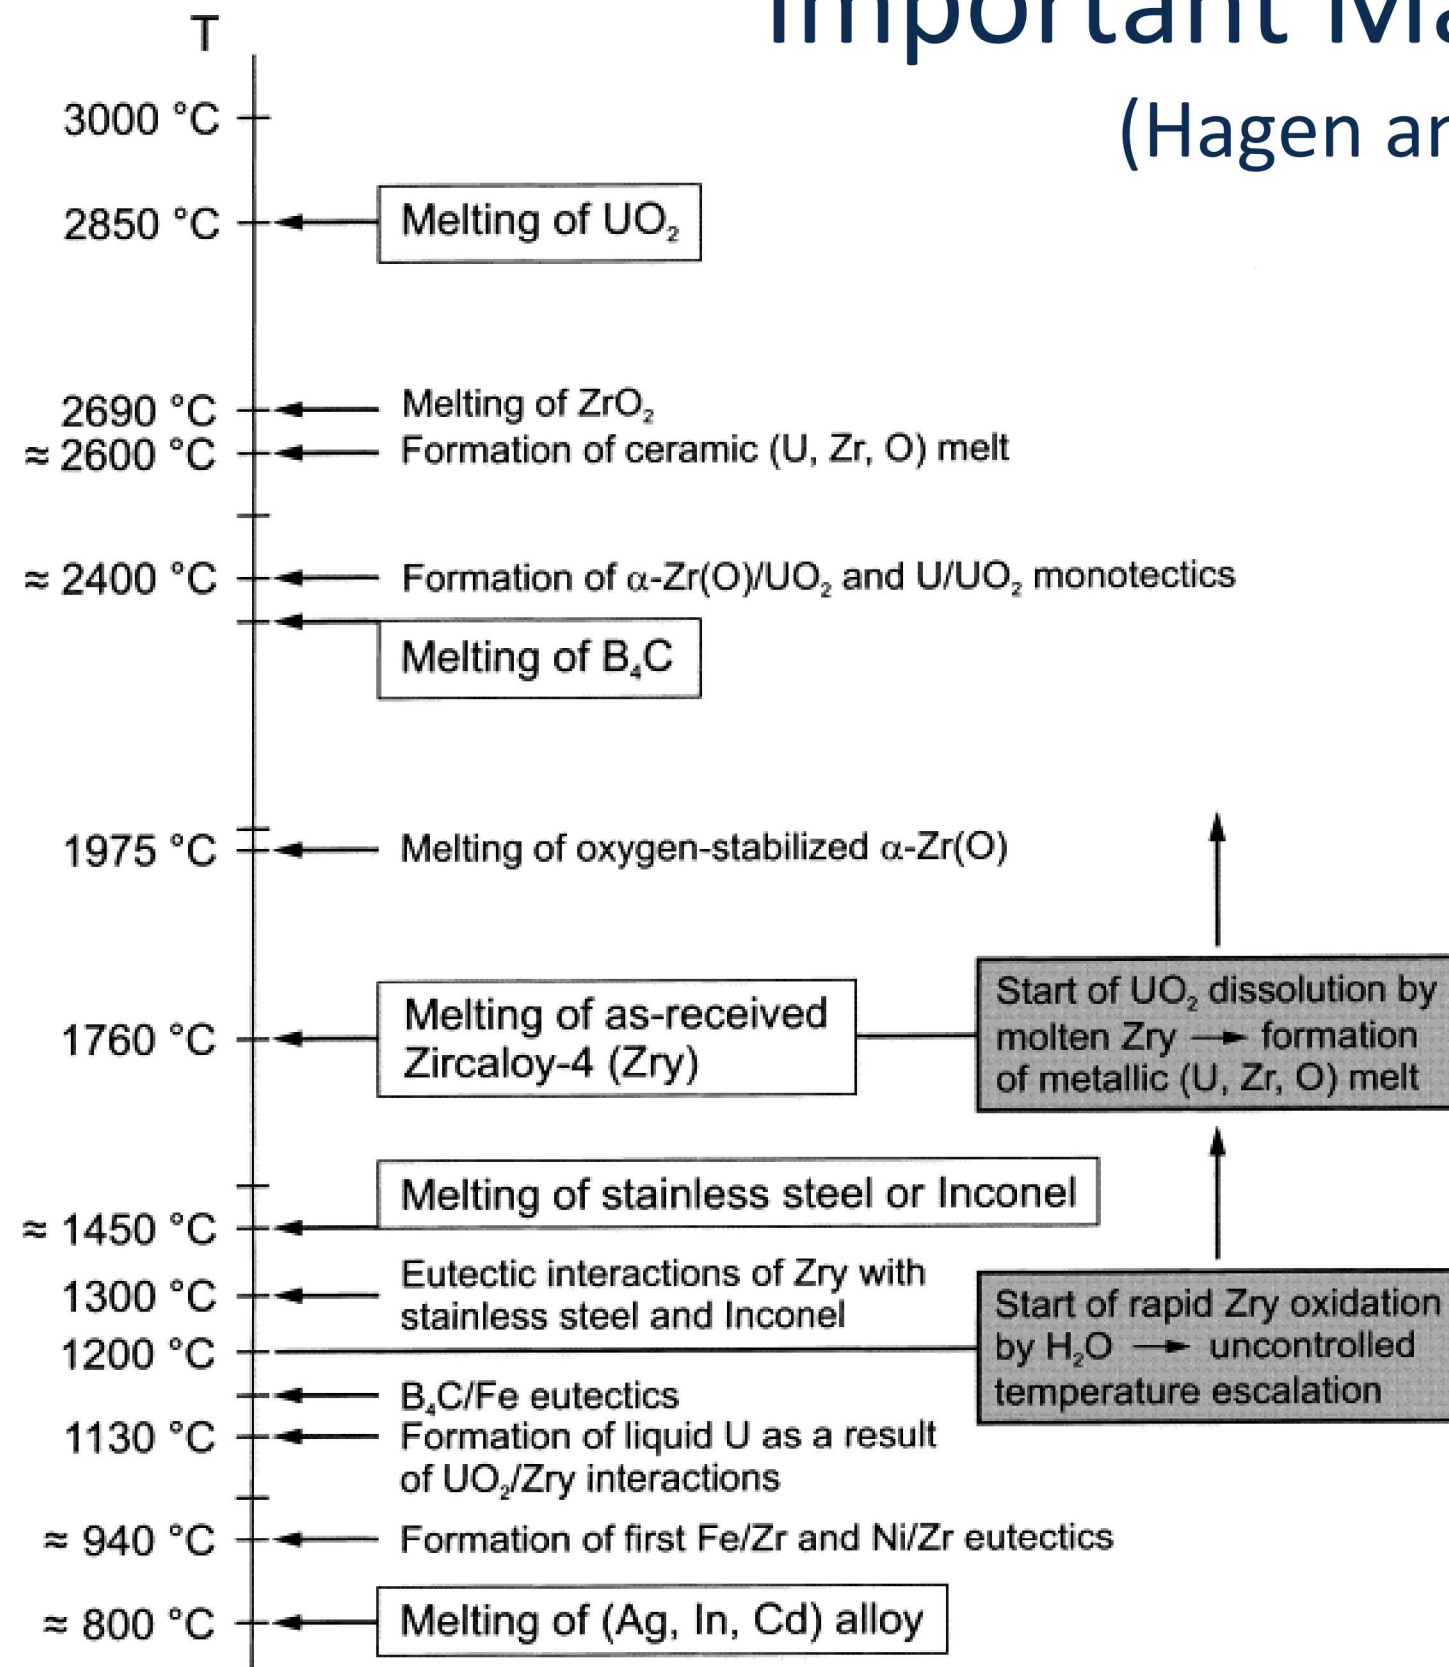 Important Ma
(Hagen an
T
3000 °C
2850 °C
Melting of UO₂
2690 °C
Melting of ZrO₂
≈ 2600 °C
Formation of ceramic (U, Zr, O) melt
≈ 2400 °C
Formation of α-Zr(O)/UO₂ and U/UO₂ monotectics
Melting of B₄C
1975 °C
Melting of oxygen-stabilized α-Zr(O)
1760 °C
Melting of as-received
Zircaloy-4 (Zry)
Start of UO₂ dissolution by
molten Zry → formation
of metallic (U, Zr, O) melt
Melting of stainless steel or Inconel
≈ 1450 °C
1300 °C
Eutectic interactions of Zry with
stainless steel and Inconel
1200 °C
Start of rapid Zry oxidation
by H₂O → uncontrolled
temperature escalation
B₄C/Fe eutectics
1130 °C
Formation of liquid U as a result
of UO₂/Zry interactions
≈ 940 °C
Formation of first Fe/Zr and Ni/Zr eutectics
≈ 800 °C
Melting of (Ag, In, Cd) alloy